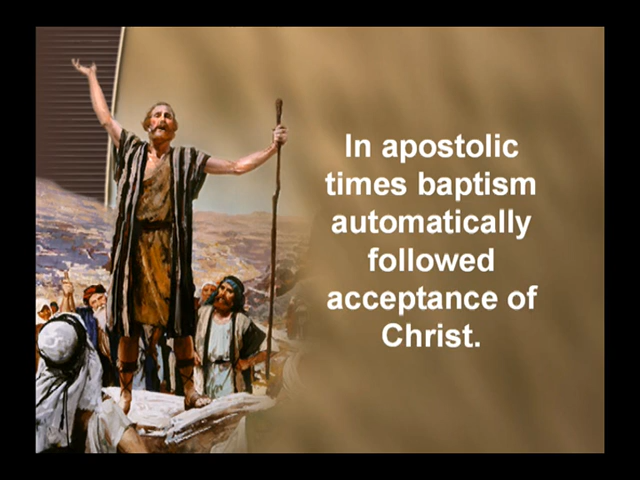 In apostolic
times baptism
automatically
followed
acceptance of
Christ.